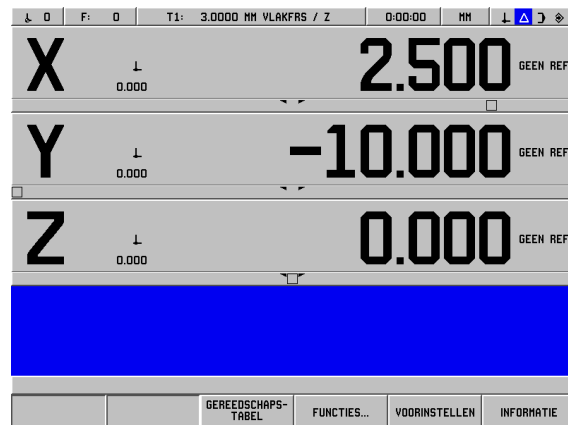 0 F: 0 T1: 3.0000 MM VLAKFRS / Z 0:00:00 MM
X 0.000 2.500 GEEN REF
Y 0.000 -10.000 GEEN REF
Z 0.000 0.000 GEEN REF
GEREEDSCHAPS-
TABEL FUNCTIES... VOORINSTELLEN INFORMATIE